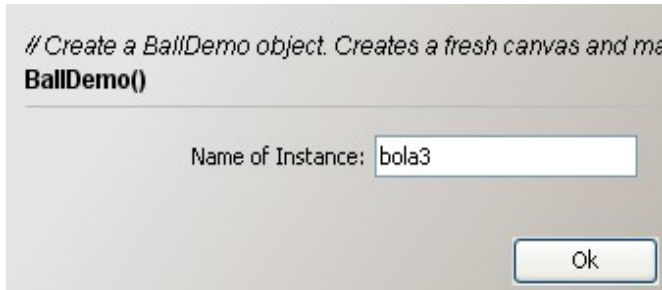 // Create a BallDemo object. Creates a fresh canvas and ma
BallDemo()
Name of Instance: bola3
Ok